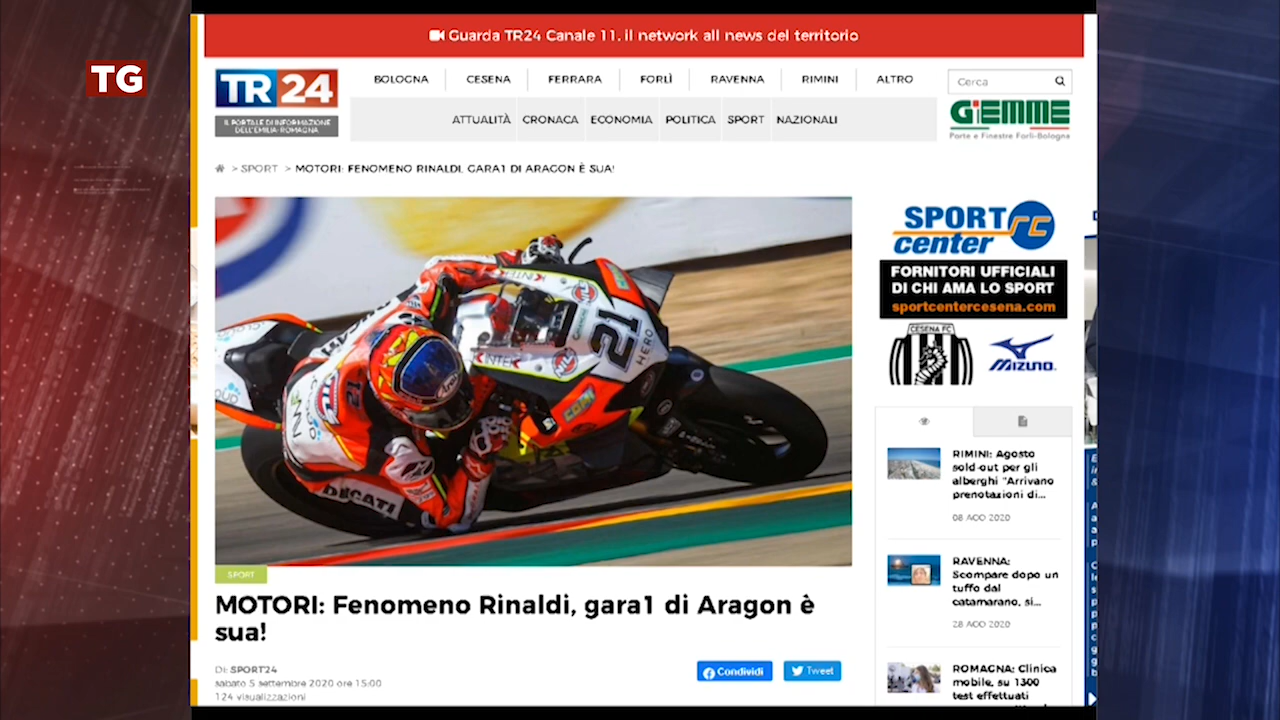 Guarda TR24 Canale 11, il network all news del territorio
TG
TR24
IL PORTALE DI INFORMAZIONE
DELL'EMILIA-ROMAGNA
BOLOGNA CESENA FERRARA FORLÌ RAVENNA RIMINI ALTRO
Cerca
ATTUALITÀ CRONACA ECONOMIA POLITICA SPORT NAZIONALI
GIEMME
Porte e Finestre Forlì-Bologna
> SPORT > MOTORI: FENOMENO RINALDI, GARA1 DI ARAGON È SUA!
21
HERO
DUCATI
12
Arai
SPORT
center
SC
FORNITORI UFFICIALI
DI CHI AMA LO SPORT
sportcentercesena.com
CESENA FC
MIZUNO
RIMINI: Agosto
sold-out per gli
alberghi "Arrivano
prenotazioni di...
08 AGO 2020
RAVENNA:
Scompare dopo un
tuffo dal
catamarano, si...
28 AGO 2020
ROMAGNA: Clinica
mobile, su 1300
test effettuati
SPORT
MOTORI: Fenomeno Rinaldi, gara1 di Aragon è
sua!
DI: SPORT24
sabato 5 settembre 2020 ore 15:00
124 visualizzazioni
Condividi
Tweet